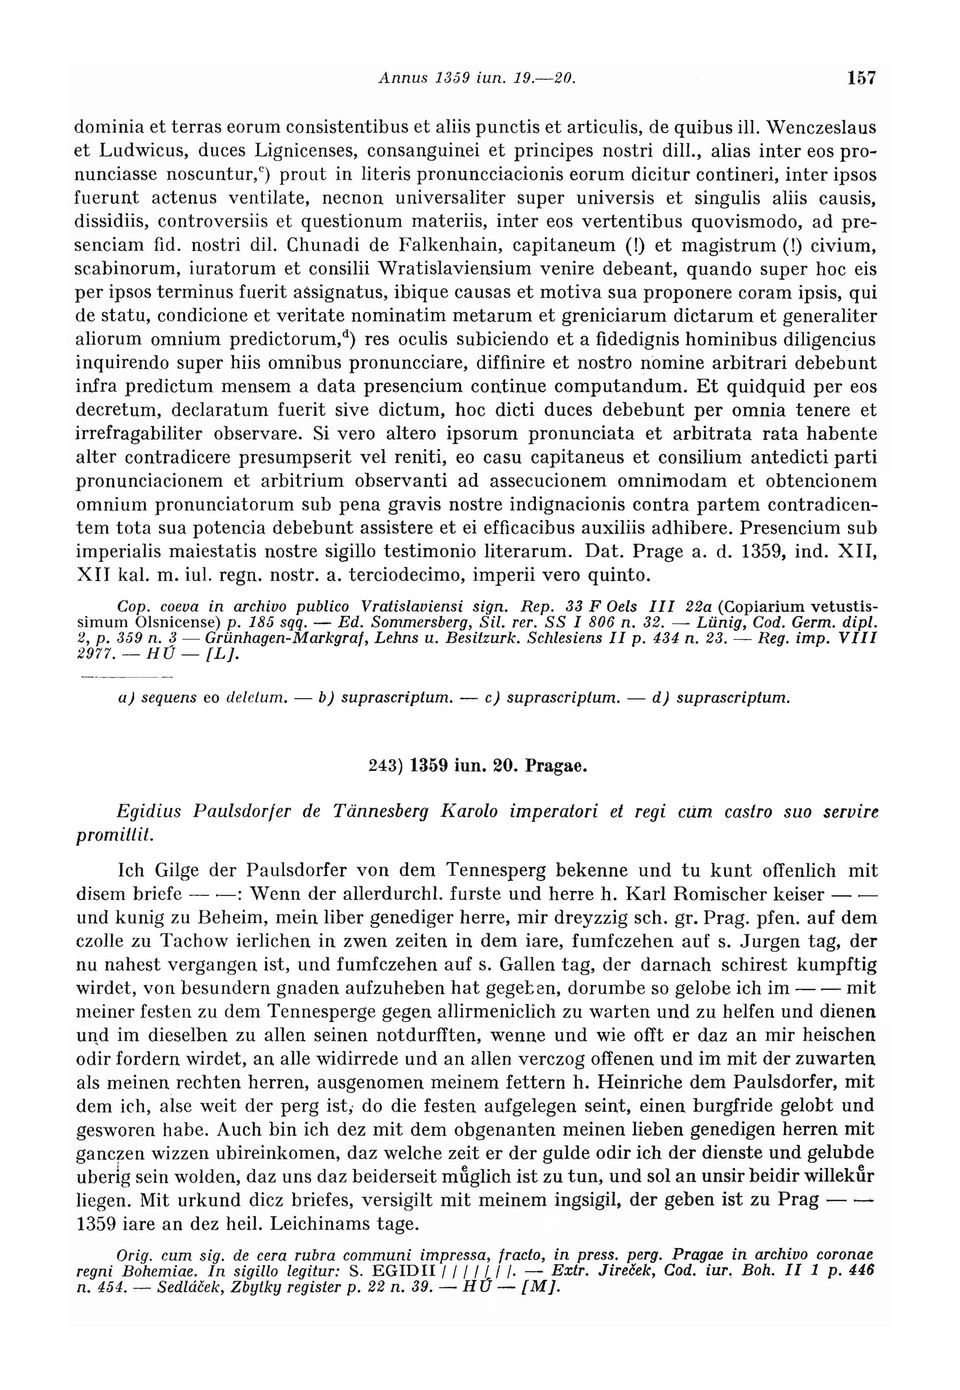 Annus 1359 iun. 19.—20. 157
dominia et terras eorum consistentibus et aliis punctis et articulis, de quibus ill. Wenczeslaus
et Ludwicus, duces Lignicenses, consanguinei et principes nostri dill., alias inter eos pro-
nunciasse noscuntur,c) prout in literis pronuncciacionis eorum dicitur contineri, inter ipsos
fuerunt actenus ventilate, necnon universaliter super universis et singulis aliis causis,
dissidiis, controversiis et questionum materiis, inter eos vertentibus quovismodo, ad pre-
senciam fid. nostri dil. Chunadi de Falkenhain, capitaneum (!) et magistrum (!) civium,
scabinorum, iuratorum et consilii Wratislaviensium venire debeant, quando super hoc eis
per ipsos terminus fuerit assignatus, ibique causas et motiva sua proponere coram ipsis, qui
de statu, condicione et veritate nominatim metarum et greniciarum dictarum et generaliter
aliorum omnium predictorum,d) res oculis subiciendo et a fidedignis hominibus diligencius
inquirendo super hiis omnibus pronuncciare, diffinire et nostro nomine arbitrari debebunt
infra predictum mensem a data presencium continue computandum. Et quidquid per eos
decretum, declaratum fuerit sive dictum, hoc dicti duces debebunt per omnia tenere et
irrefragabiliter observare. Si vero altero ipsorum pronunciata et arbitrata rata habente
alter contradicere presumpserit vel reniti, eo casu capitaneus et consilium antedicti parti
pronunciacionem et arbitrium observanti ad assecucionem omnimodam et obtencionem
omnium pronunciatorum sub pena gravis nostre indignacionis contra partem contradicen-
tem tota sua potencia debebunt assistere et ei efficacibus auxiliis adhibere. Presencium sub
imperialis maiestatis nostre sigillo testimonio literarum. Dat. Prage a. d. 1359, ind. XII,
XII kal. m. iul. regn. nostr. a. terciodecimo, imperii vero quinto.
Cop. coeva in archivo publico Vratislaviensi sign. Rep. 33 F Oels III 22a (Copiarium vetustis-
simum Olsnicense) p. 185 sqq. — Ed. Sommersberg, Sil. rer. SS I 806 n. 32. — Lünig, Cod. Germ. dipl.
2, p. 359 n. 3 — Grünhagen-Markgraf, Lehns u. Besitzurk. Schlesiens II p. 434 n. 23. — Reg. imp. VIII
2977. — HÚ — [L].
a) sequens eo deletum. — b) suprascriptum. — c) suprascriptum. — d) suprascriptum.
243) 1359 iun. 20. Pragae.
Egidius Paulsdorfer de Tännesberg Karolo imperatori et regi cum castro suo servire
promittit.
Ich Gilge der Paulsdorfer von dem Tennesperg bekenne und tu kunt offenlich mit
disem briefe — —: Wenn der allerdurchl. furste und herre h. Karl Romischer keiser — —
und kunig zu Beheim, mein liber genediger herre, mir dreyzzig sch. gr. Prag. pfen. auf dem
czolle zu Tachow ierlichen in zwen zeiten in dem iare, fumfczehen auf s. Jurgen tag, der
nu nahest vergangen ist, und fumfczehen auf s. Gallen tag, der darnach schirest kumpftig
wirdet, von besundern gnaden aufzuheben hat gegeben, dorumbe so gelobe ich im — — mit
meiner festen zu dem Tennesperge gegen allirmeniclich zu warten und zu helfen und dienen
und im dieselben zu allen seinen notdurfften, wenne und wie offt er daz an mir heischen
odir fordern wirdet, an alle widirrede und an allen verczog offenen und im mit der zuwarten
als meinen rechten herren, ausgenomen meinem fettern h. Heinriche dem Paulsdorfer, mit
dem ich, alse weit der perg ist, do die festen aufgelegen seint, einen burgfride gelobt und
gesworen habe. Auch bin ich dez mit dem obgenanten meinen lieben genedigen herren mit
ganczen wizzen ubireinkomen, daz welche zeit er der gulde odir ich der dienste und gelubde
uberig sein wolden, daz uns daz beiderseit muͤglich ist zu tun, und sol an unsir beidir willekuͤr
liegen. Mit urkund dicz briefes, versigilt mit meinem ingsigil, der geben ist zu Prag — —
1359 iare an dez heil. Leichinams tage.
Orig. cum sig. de cera rubra communi impressa, fracto, in press. perg. Pragae in archivo coronae
regni Bohemiae. In sigillo legitur: S. EGIDII / / / / / / /. — Extr. Jireček, Cod. iur. Boh. II 1 p. 446
n. 454. — Sedláček, Zbytky register p. 22 n. 39. — HÚ — [M].